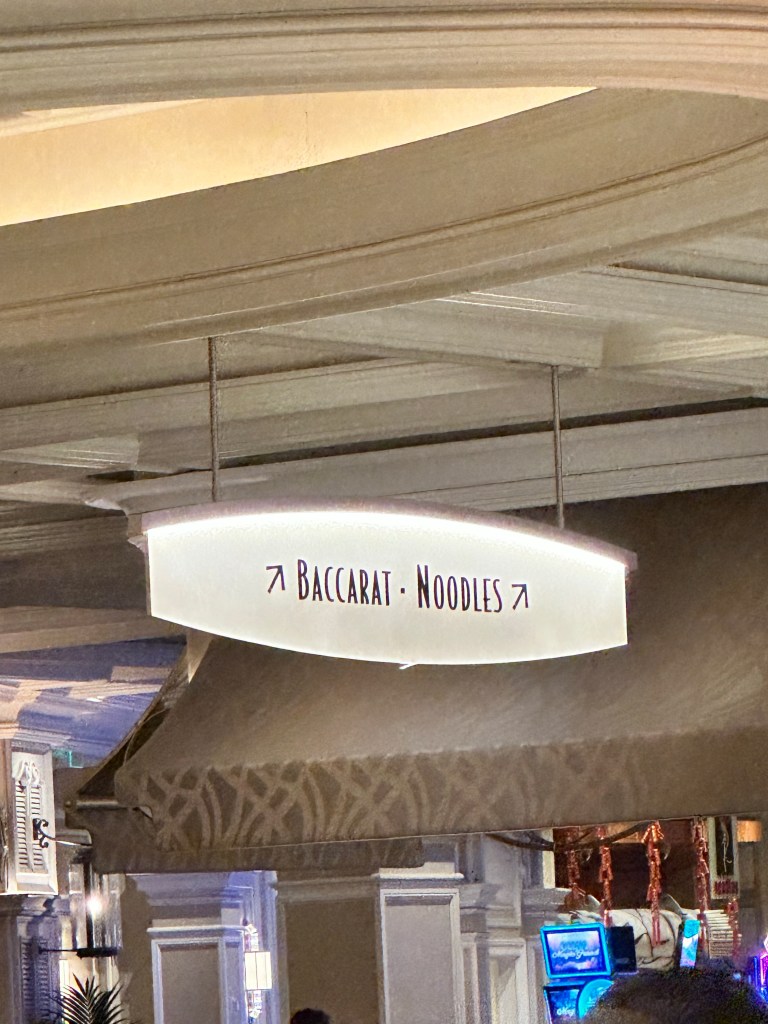 ↗ BACCARAT · NOODLES ↗